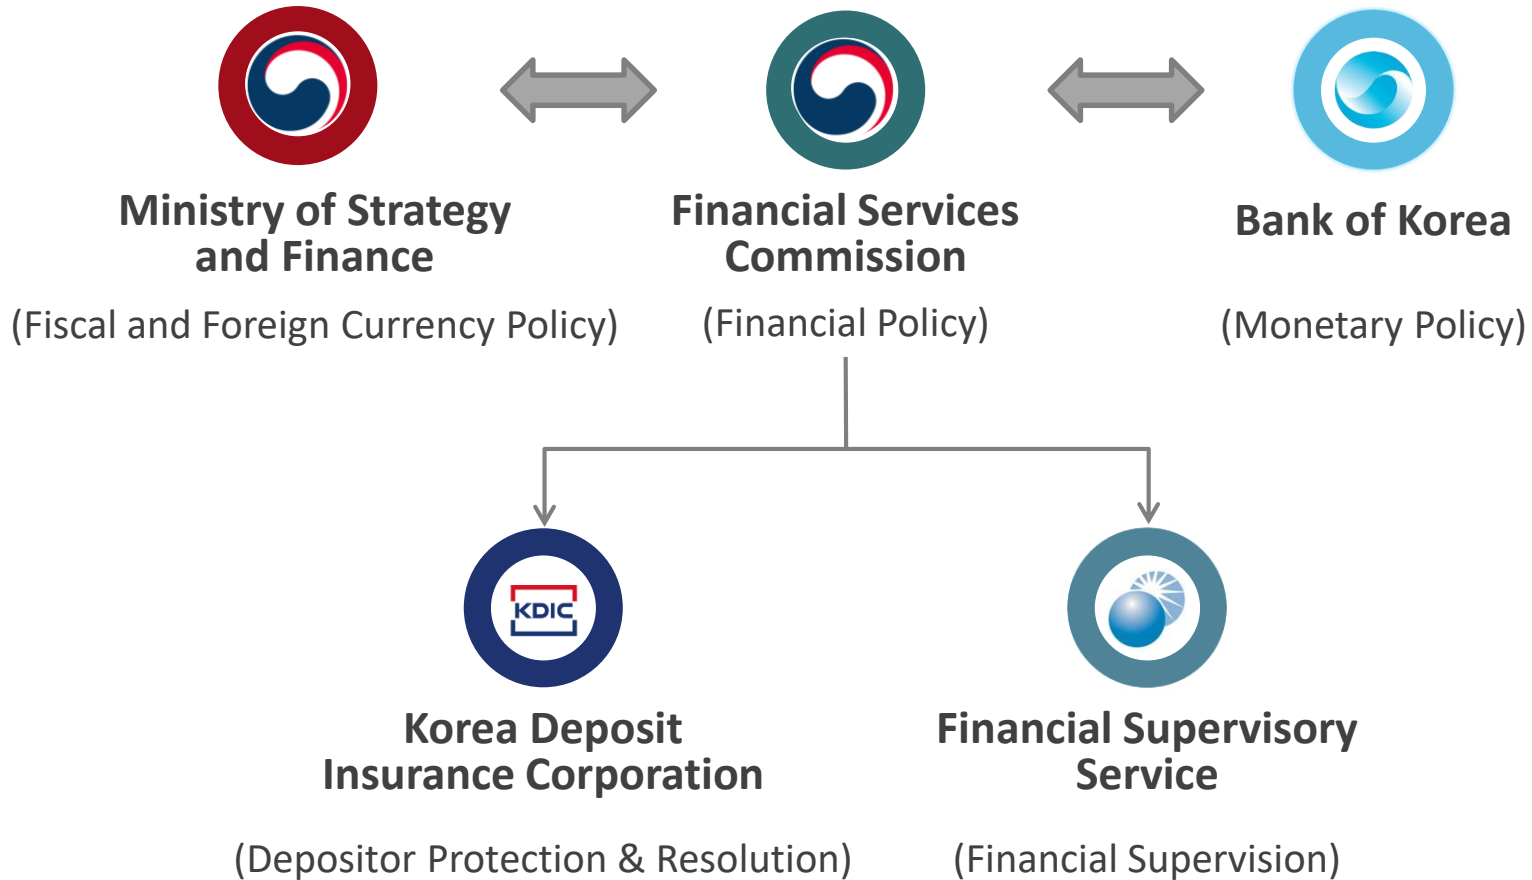 Ministry of Strategy
and Finance
(Fiscal and Foreign Currency Policy)
Financial Services
Commission
(Financial Policy)
Bank of Korea
(Monetary Policy)
KDIC
Korea Deposit
Insurance Corporation
(Depositor Protection & Resolution)
Financial Supervisory
Service
(Financial Supervision)